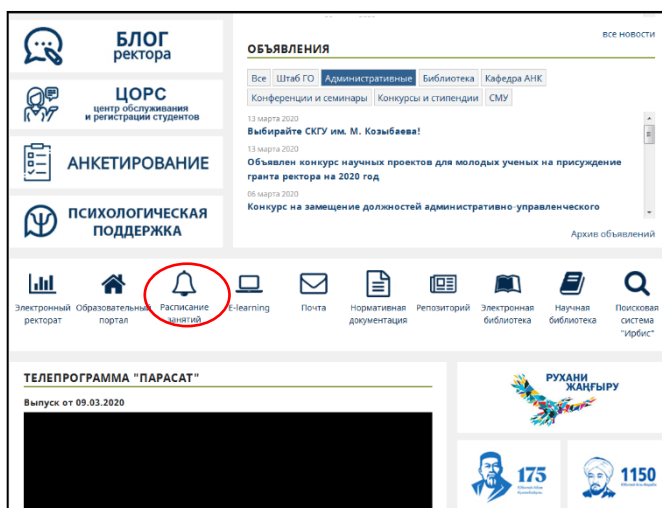 БЛОГ
ректора
ЦОРС
центр обслуживания
и регистрации студентов
АНКЕТИРОВАНИЕ
ПСИХОЛОГИЧЕСКАЯ
ПОДДЕРЖКА
все новости
ОБЪЯВЛЕНИЯ
Все Штаб ГО Административные Библиотека Кафедра АНК
Конференции и семинары Конкурсы и стипендии СМУ
13 марта 2020
Выбирайте СКГУ им. М. Козыбаева!
13 марта 2020
Объявлен конкурс научных проектов для молодых ученых на присуждение
гранта ректора на 2020 год
06 марта 2020
Конкурс на замещение должностей административно-управленческого
Архив объявлений
Электронный ректорат
Образовательный портал
Расписание занятий
E-learning
Почта
Нормативная документация
Репозиторий
Электронная библиотека
Научная библиотека
Поисковая система "Ирбис"
ТЕЛЕПРОГРАММА "ПАРАСАТ"
Выпуск от 09.03.2020
РУХАНИ
ЖАҢҒЫРУ
175
1150